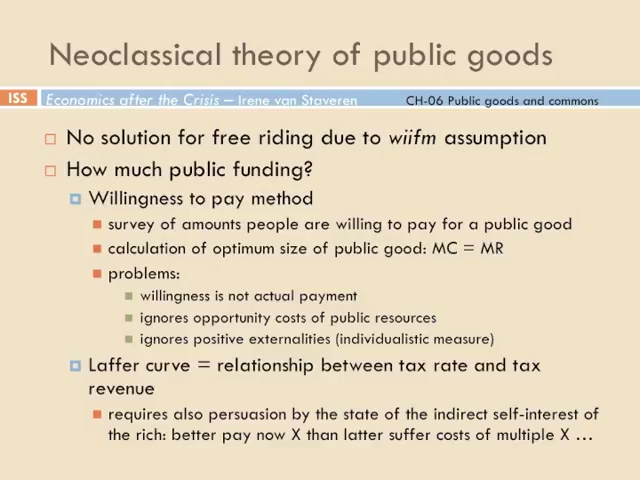 Neoclassical theory of public goods
ISS
Economics after the Crisis – Irene van Staveren
CH-06 Public goods and commons
No solution for free riding due to wiifm assumption
How much public funding?
Willingness to pay method
survey of amounts people are willing to pay for a public good
calculation of optimum size of public good: MC = MR
problems:
willingness is not actual payment
ignores opportunity costs of public resources
ignores positive externalities (individualistic measure)
Laffer curve = relationship between tax rate and tax
revenue
requires also persuasion by the state of the indirect self-interest of
the rich: better pay now X than latter suffer costs of multiple X ...